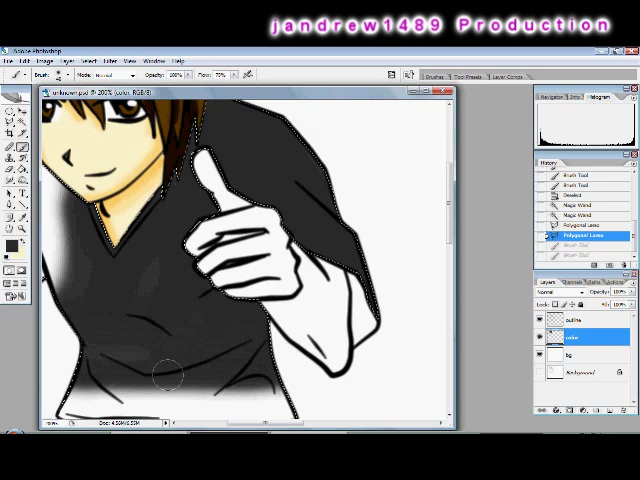 jandrew1489 Production
Adobe Photoshop
File Edit Image Layer Select Filter View Window Help
Brush: Mode: Normal Opacity: 100% Flow: 75% Brushes Tool Presets Layer Comps
unknown.psd @ 200% (color, RGB/8)
Navigator Info Histogram
History
Brush Tool
Brush Tool
Deselect
Magic Wand
Magic Wand
Polygonal Lasso
Polygonal Lasso
Brush Tool
Brush Tool
Layers Channels Paths Actions
Normal Opacity: 100%
Lock: Fill: 100%
outline
color
bg
Background
200% Doc: 4.56M/6.55M